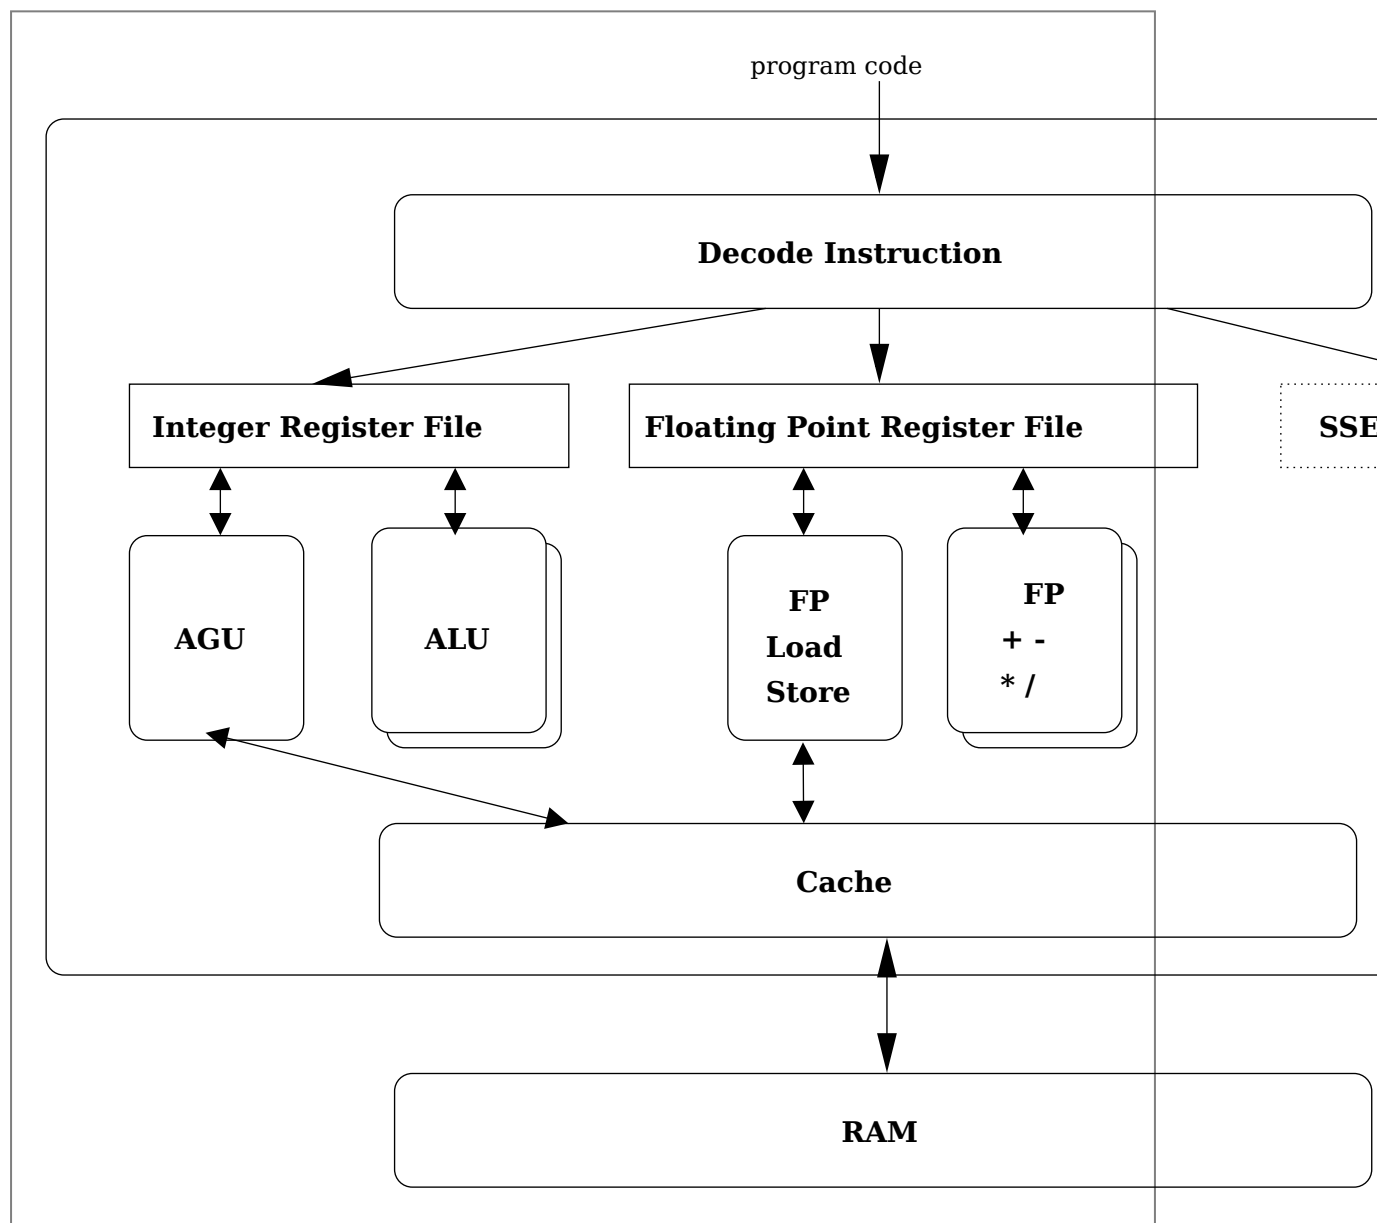 program code
Decode Instruction
Integer Register File
Floating Point Register File
SSE
AGU
ALU
FP
Load
Store
FP
+ -
* /
Cache
RAM